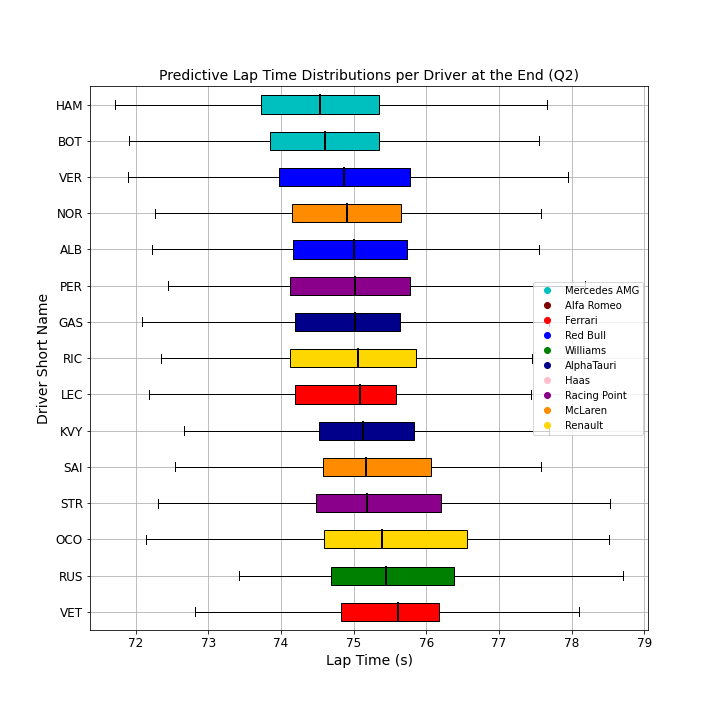 Predictive Lap Time Distributions per Driver at the End (Q2)
Driver Short Name
HAM
BOT
VER
NOR
ALB
PER
GAS
RIC
LEC
KVY
SAI
STR
OCO
RUS
VET
Mercedes AMG
Alfa Romeo
Ferrari
Red Bull
Williams
AlphaTauri
Haas
Racing Point
McLaren
Renault
72 73 74 75 76 77 78 79
Lap Time (s)